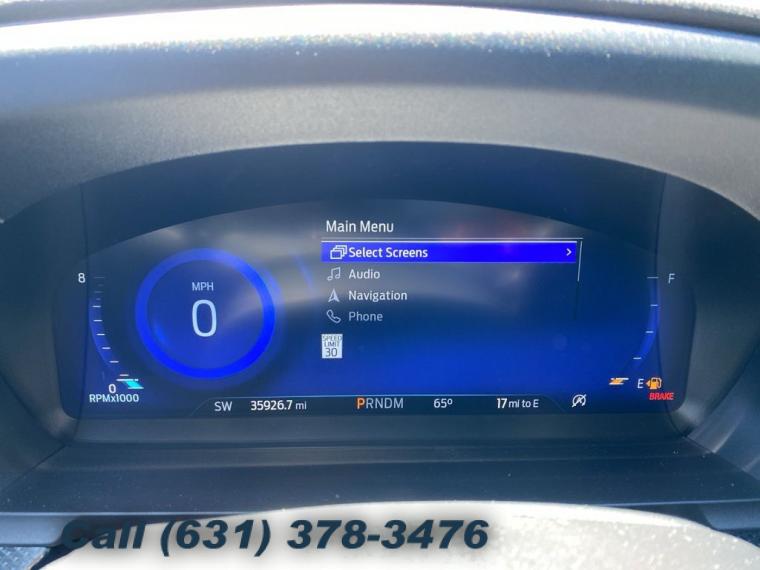 Main Menu
Select Screens >
Audio
Navigation
Phone
8
MPH
0
SPEED
LIMIT
30
F
0
RPMx1000
E
BRAKE
SW 35926.7 mi PRNDM 65° 17 mi to E
Call (631) 378-3476